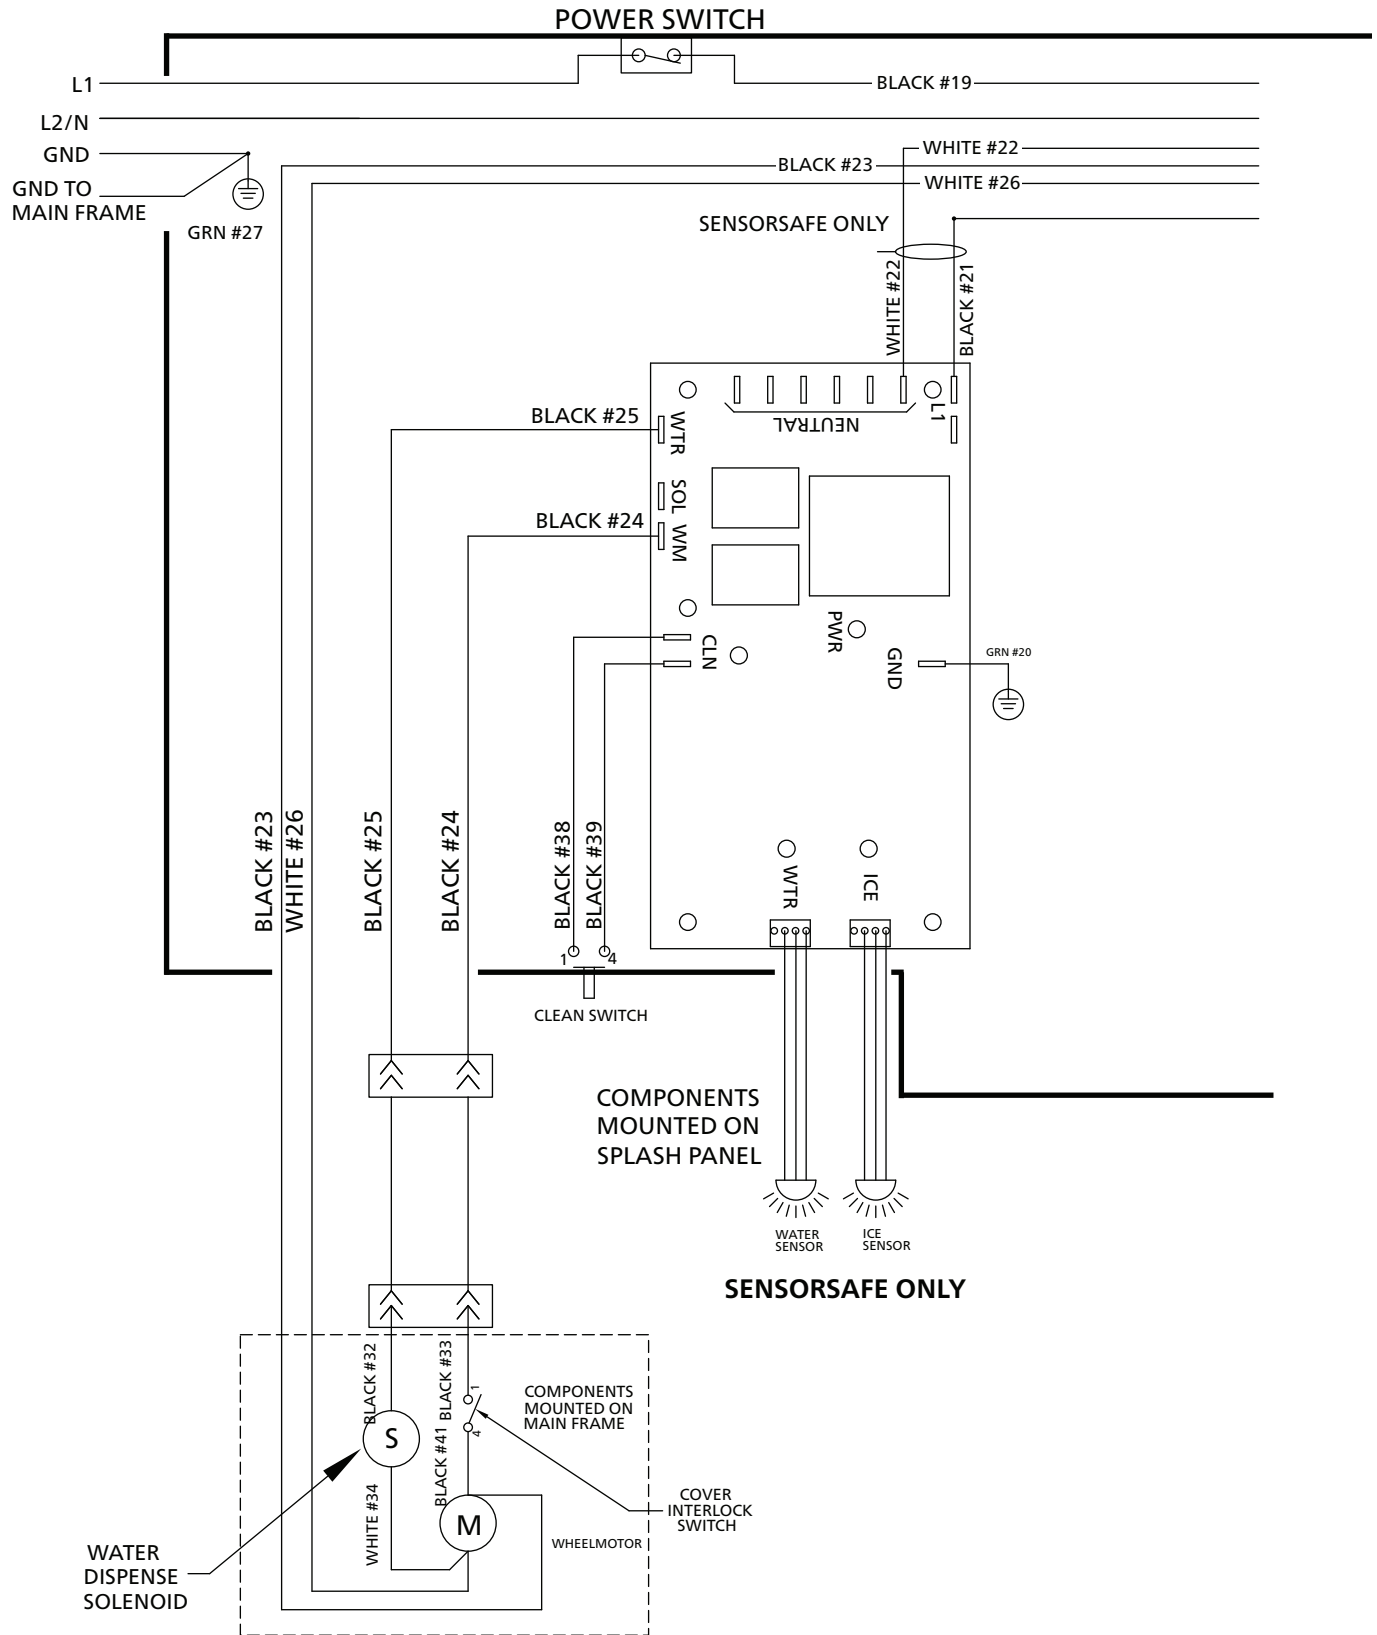 POWER SWITCH
L1
BLACK #19
L2/N
GND
WHITE #22
BLACK #23
WHITE #26
GND TO
MAIN FRAME
GRN #27
SENSORSAFE ONLY
WHITE #22
BLACK #21
BLACK #25
WTR
NEUTRAL
L1
SOL
BLACK #24
WM
PWR
CLN
GND
GRN #20
BLACK #23
WHITE #26
BLACK #25
BLACK #24
BLACK #38
BLACK #39
WTR
ICE
1
4
CLEAN SWITCH
COMPONENTS
MOUNTED ON
SPLASH PANEL
WATER
SENSOR
ICE
SENSOR
SENSORSAFE ONLY
BLACK #32
BLACK #33
1
COMPONENTS
MOUNTED ON
MAIN FRAME
S
4
BLACK #41
WHITE #34
COVER
INTERLOCK
SWITCH
M
WHEELMOTOR
WATER
DISPENSE
SOLENOID